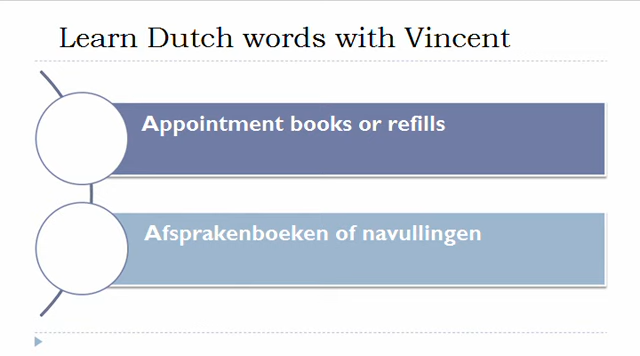 Learn Dutch words with Vincent
Appointment books or refills
Afsprakenboeken of navullingen